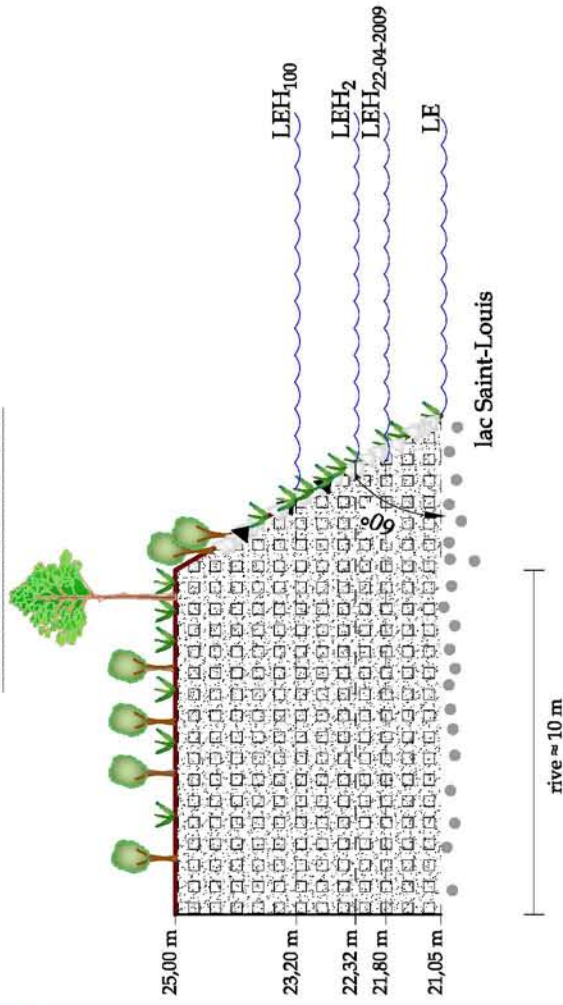 25,00 m
23,20 m
22,32 m
21,80 m
21,05 m
LEH100
LEH2
LEH22-04-2009
LE
60°
lac Saint-Louis
rive ≈ 10 m